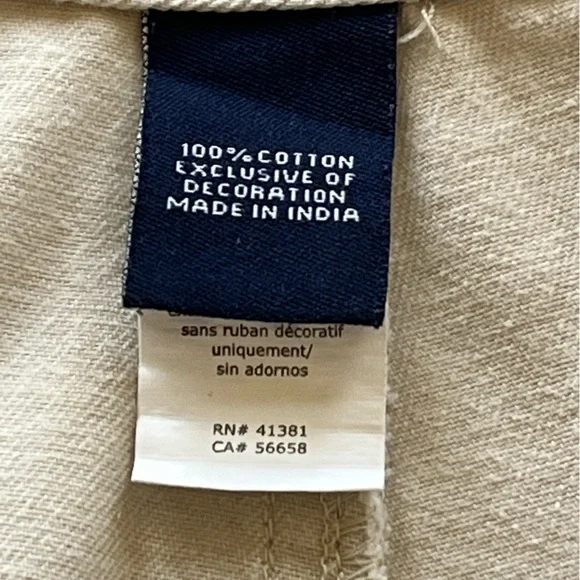 100% COTTON
EXCLUSIVE OF
DECORATION
MADE IN INDIA
sans ruban décoratif
uniquement/
sin adornos
RN# 41381
CA# 56658